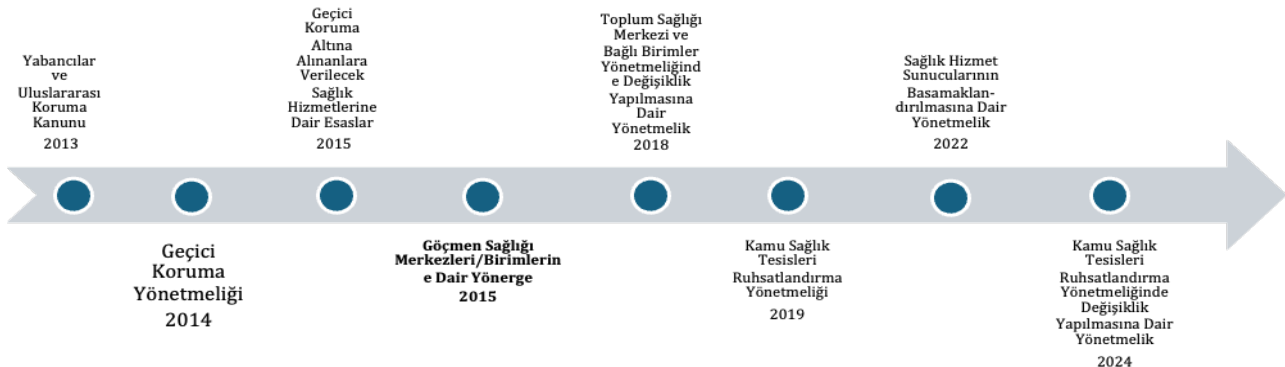 Yabancılar
ve
Uluslararası
Koruma
Kanunu
2013
Geçici
Koruma
Yönetmeliği
2014
Geçici
Koruma
Altına
Alınanlara
Verilecek
Sağlık
Hizmetlerine
Dair Esaslar
2015
Göçmen Sağlığı
Merkezleri/Birimlerin
e Dair Yönerge
2015
Toplum Sağlığı
Merkezi ve
Bağlı Birimler
Yönetmeliğind
e Değişiklik
Yapılmasına
Dair
Yönetmelik
2018
Kamu Sağlık
Tesisleri
Ruhsatlandırma
Yönetmeliği
2019
Sağlık Hizmet
Sunucularının
Basamaklan-
dırılmasına Dair
Yönetmelik
2022
Kamu Sağlık
Tesisleri
Ruhsatlandırma
Yönetmeliğinde
Değişiklik
Yapılmasına Dair
Yönetmelik
2024